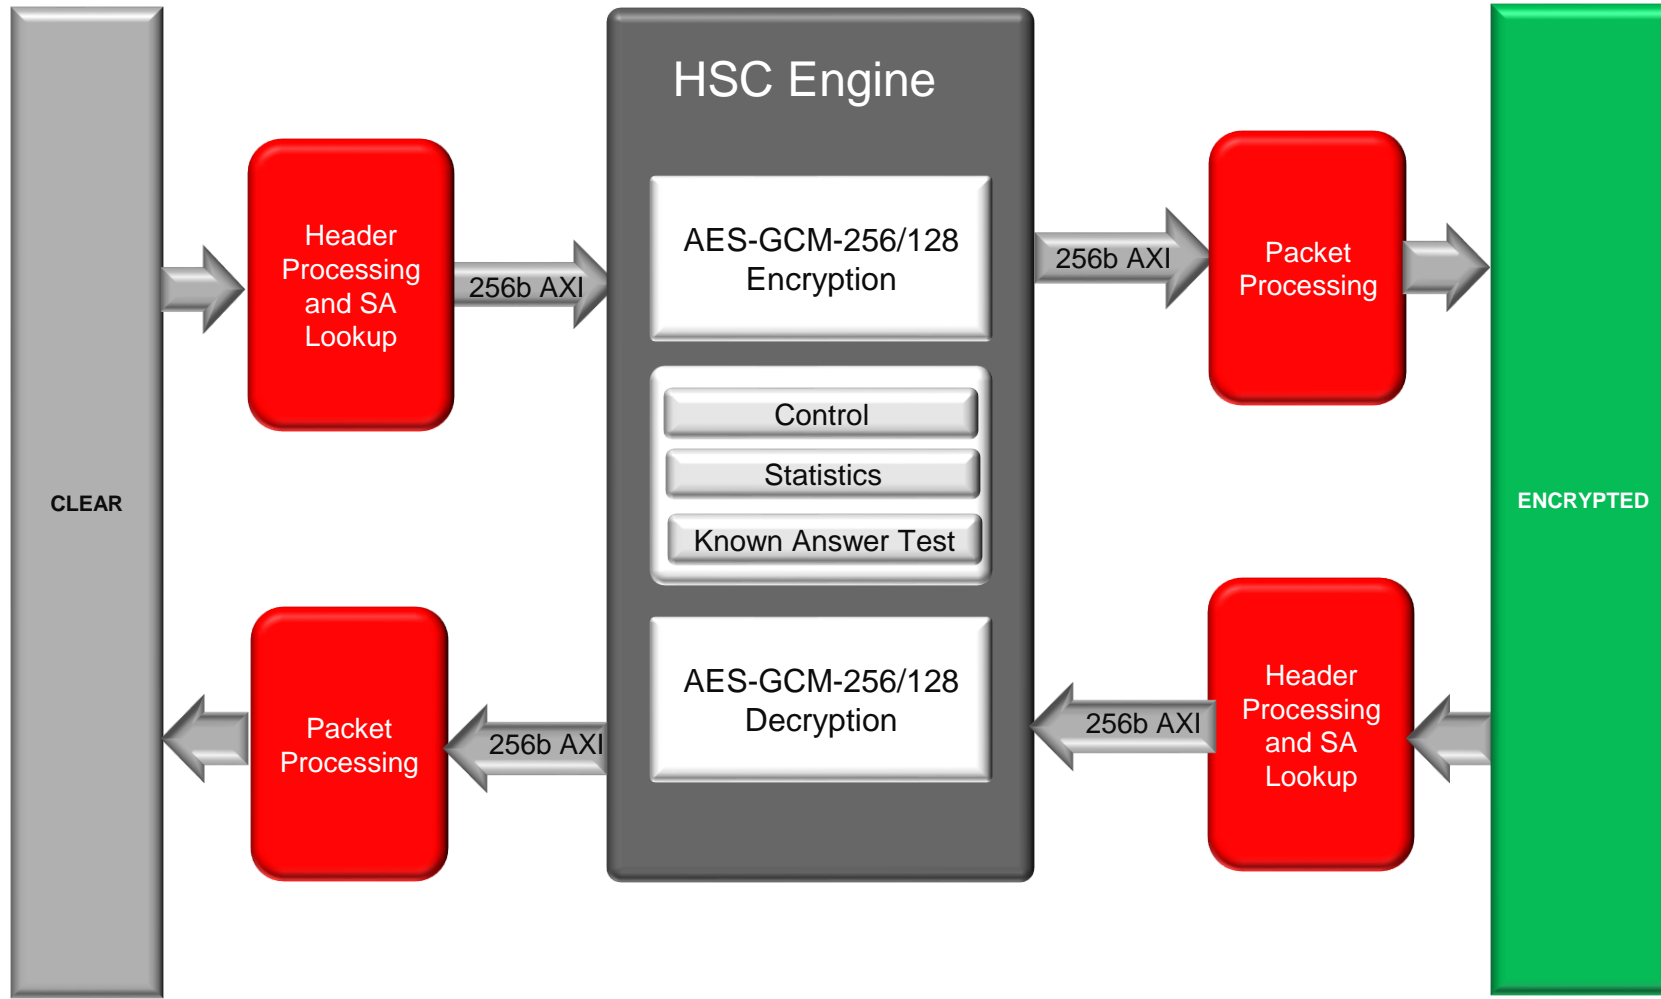 HSC Engine
Header
Processing
and SA
Lookup
256b AXI
AES-GCM-256/128
Encryption
256b AXI
Packet
Processing
Control
Statistics
Known Answer Test
CLEAR
ENCRYPTED
Packet
Processing
256b AXI
AES-GCM-256/128
Decryption
256b AXI
Header
Processing
and SA
Lookup